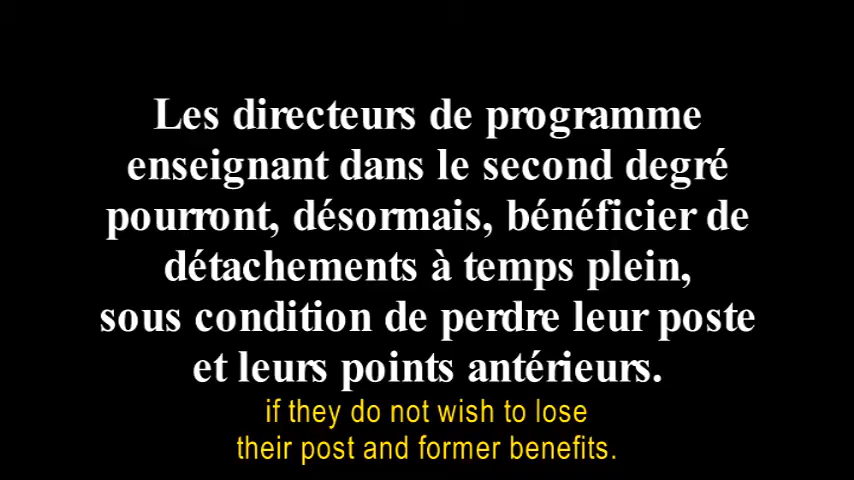 Les directeurs de programme
enseignant dans le second degré
pourront, désormais, bénéficier de
détachements à temps plein,
sous condition de perdre leur poste
et leurs points antérieurs.
if they do not wish to lose
their post and former benefits.